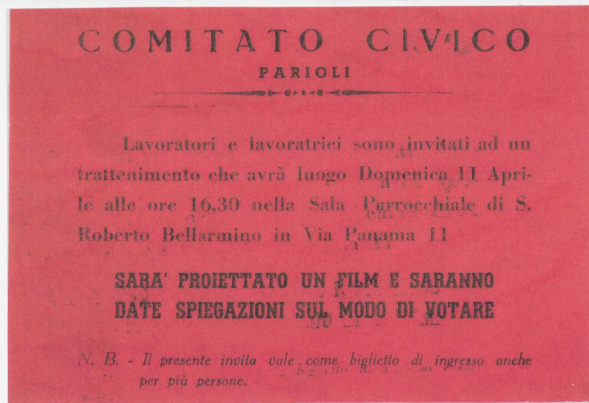 COMITATO CIVICO
PARIOLI
Lavoratori e lavoratrici sono invitati ad un
trattenimento che avrà luogo Domenica 11 Apri-
le alle ore 16.30 nella Sala Parrocchiale di S.
Roberto Bellarmino in Via Panama 11
SARA' PROIETTATO UN FILM E SARANNO
DATE SPIEGAZIONI SUL MODO DI VOTARE
N. B. - Il presente invito vale come biglietto di ingresso anche
per più persone.